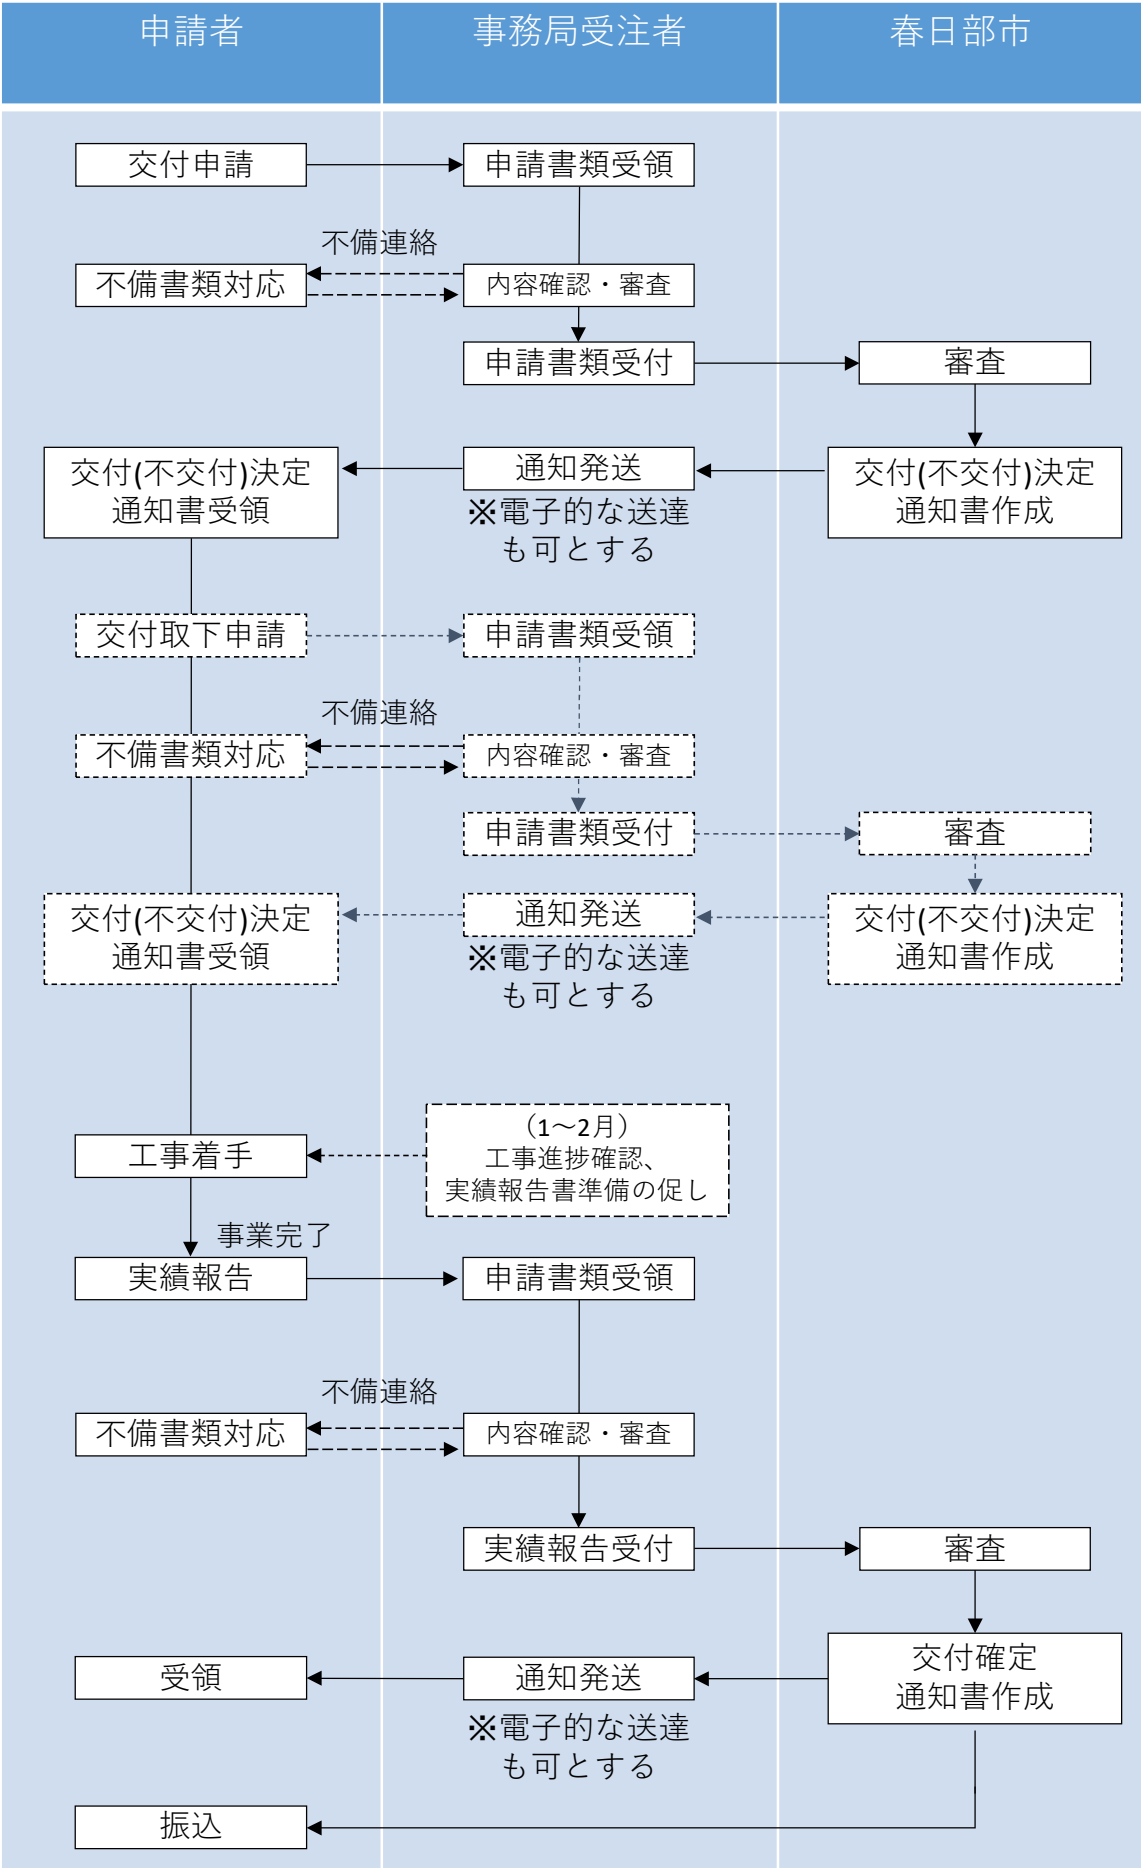 申請者
事務局受注者
春日部市
交付申請
申請書類受領
不備連絡
不備書類対応
内容確認・審査
申請書類受付
審査
交付(不交付)決定
通知書受領
通知発送
※電子的な送達
も可とする
交付(不交付)決定
通知書作成
交付取下申請
申請書類受領
不備連絡
不備書類対応
内容確認・審査
申請書類受付
審査
交付(不交付)決定
通知書受領
通知発送
※電子的な送達
も可とする
交付(不交付)決定
通知書作成
工事着手
（1～2月）
工事進捗確認、
実績報告書準備の促し
事業完了
実績報告
申請書類受領
不備連絡
不備書類対応
内容確認・審査
実績報告受付
審査
受領
通知発送
※電子的な送達
も可とする
交付確定
通知書作成
振込